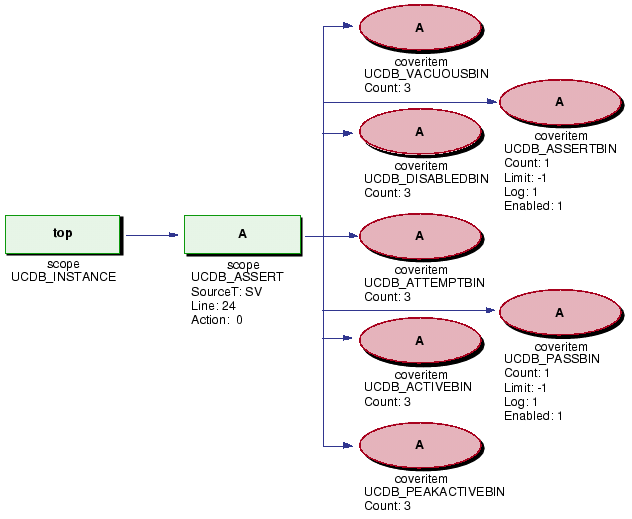 A
coveritem
UCDB_VACUOUSBIN
Count: 3
A
coveritem
UCDB_ASSERTBIN
Count: 1
Limit: -1
Log: 1
Enabled: 1
A
coveritem
UCDB_DISABLEDBIN
Count: 3
top
scope
UCDB_INSTANCE
A
scope
UCDB_ASSERT
SourceT: SV
Line: 24
Action: 0
A
coveritem
UCDB_ATTEMPTBIN
Count: 3
A
coveritem
UCDB_PASSBIN
Count: 1
Limit: -1
Log: 1
Enabled: 1
A
coveritem
UCDB_ACTIVEBIN
Count: 3
A
coveritem
UCDB_PEAKACTIVEBIN
Count: 3